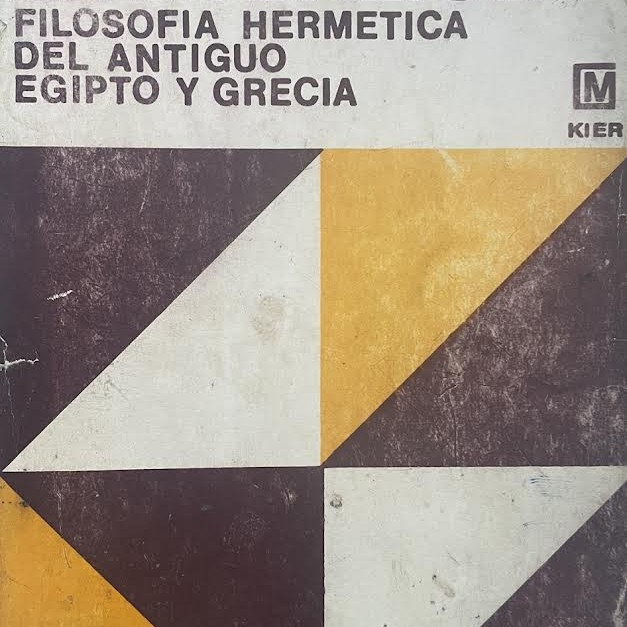 FILOSOFIA HERMETICA
DEL ANTIGUO
EGIPTO Y GRECIA
M
KIER